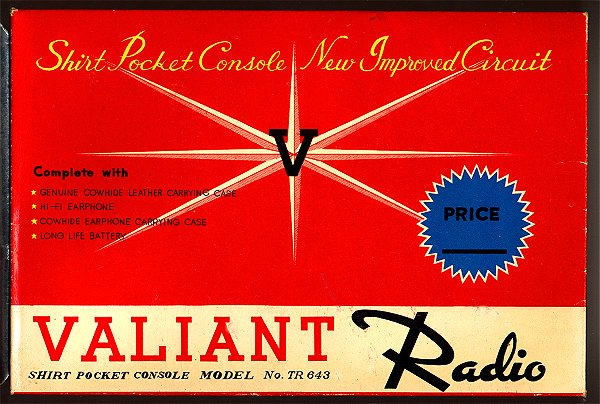 Shirt Pocket Console New Improved Circuit
V
Complete with
★ GENUINE COWHIDE LEATHER CARRYING CASE
★ HI-FI EARPHONE
★ COWHIDE EARPHONE CARRYING CASE
★ LONG LIFE BATTERY
PRICE
VALIANT Radio
SHIRT POCKET CONSOLE MODEL No. TR 643